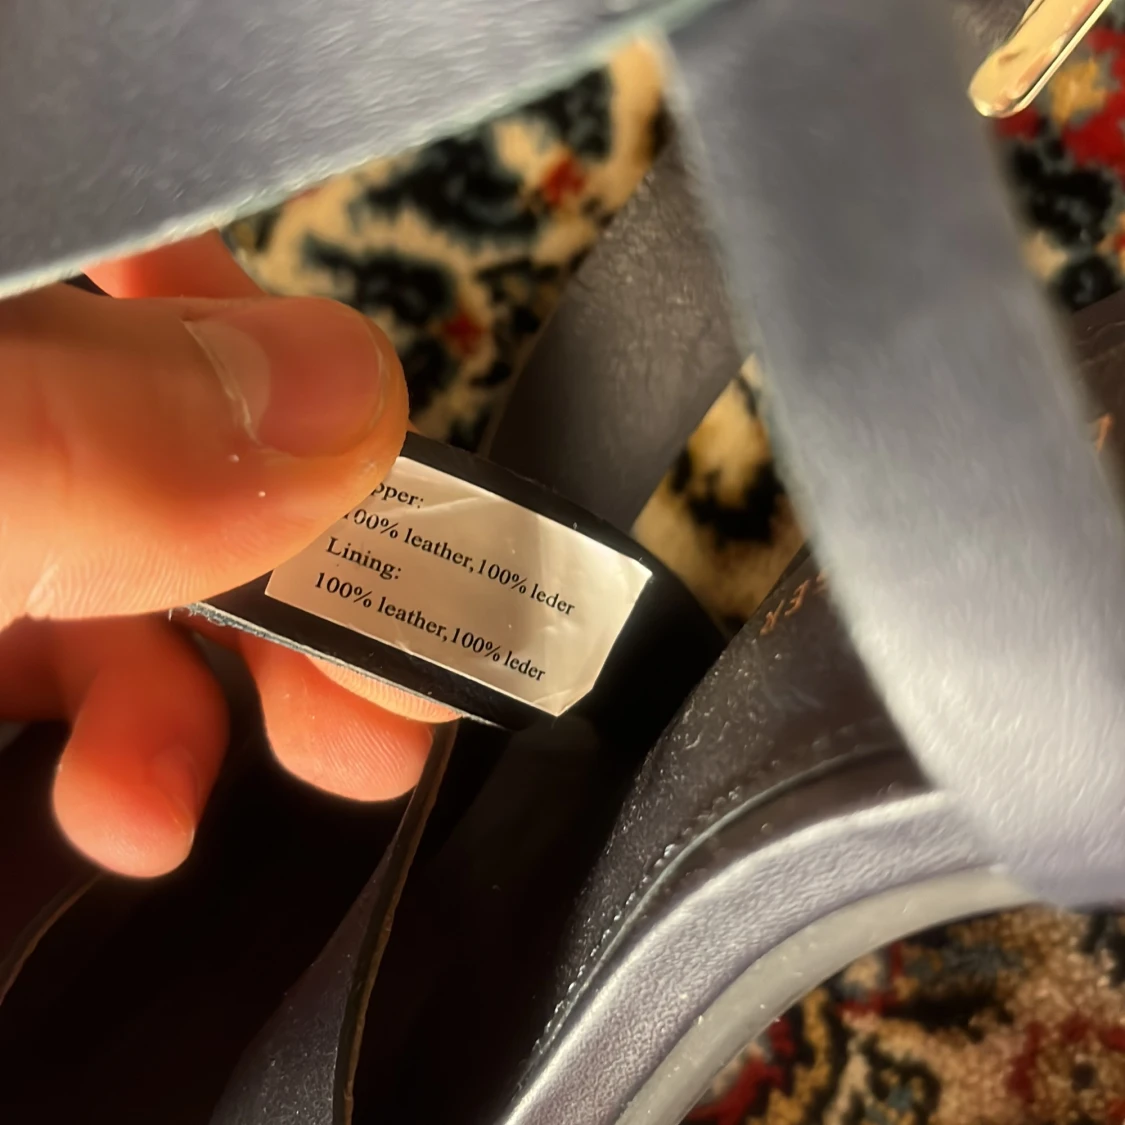 pper:
100% leather,100% leder
Lining:
100% leather,100% leder